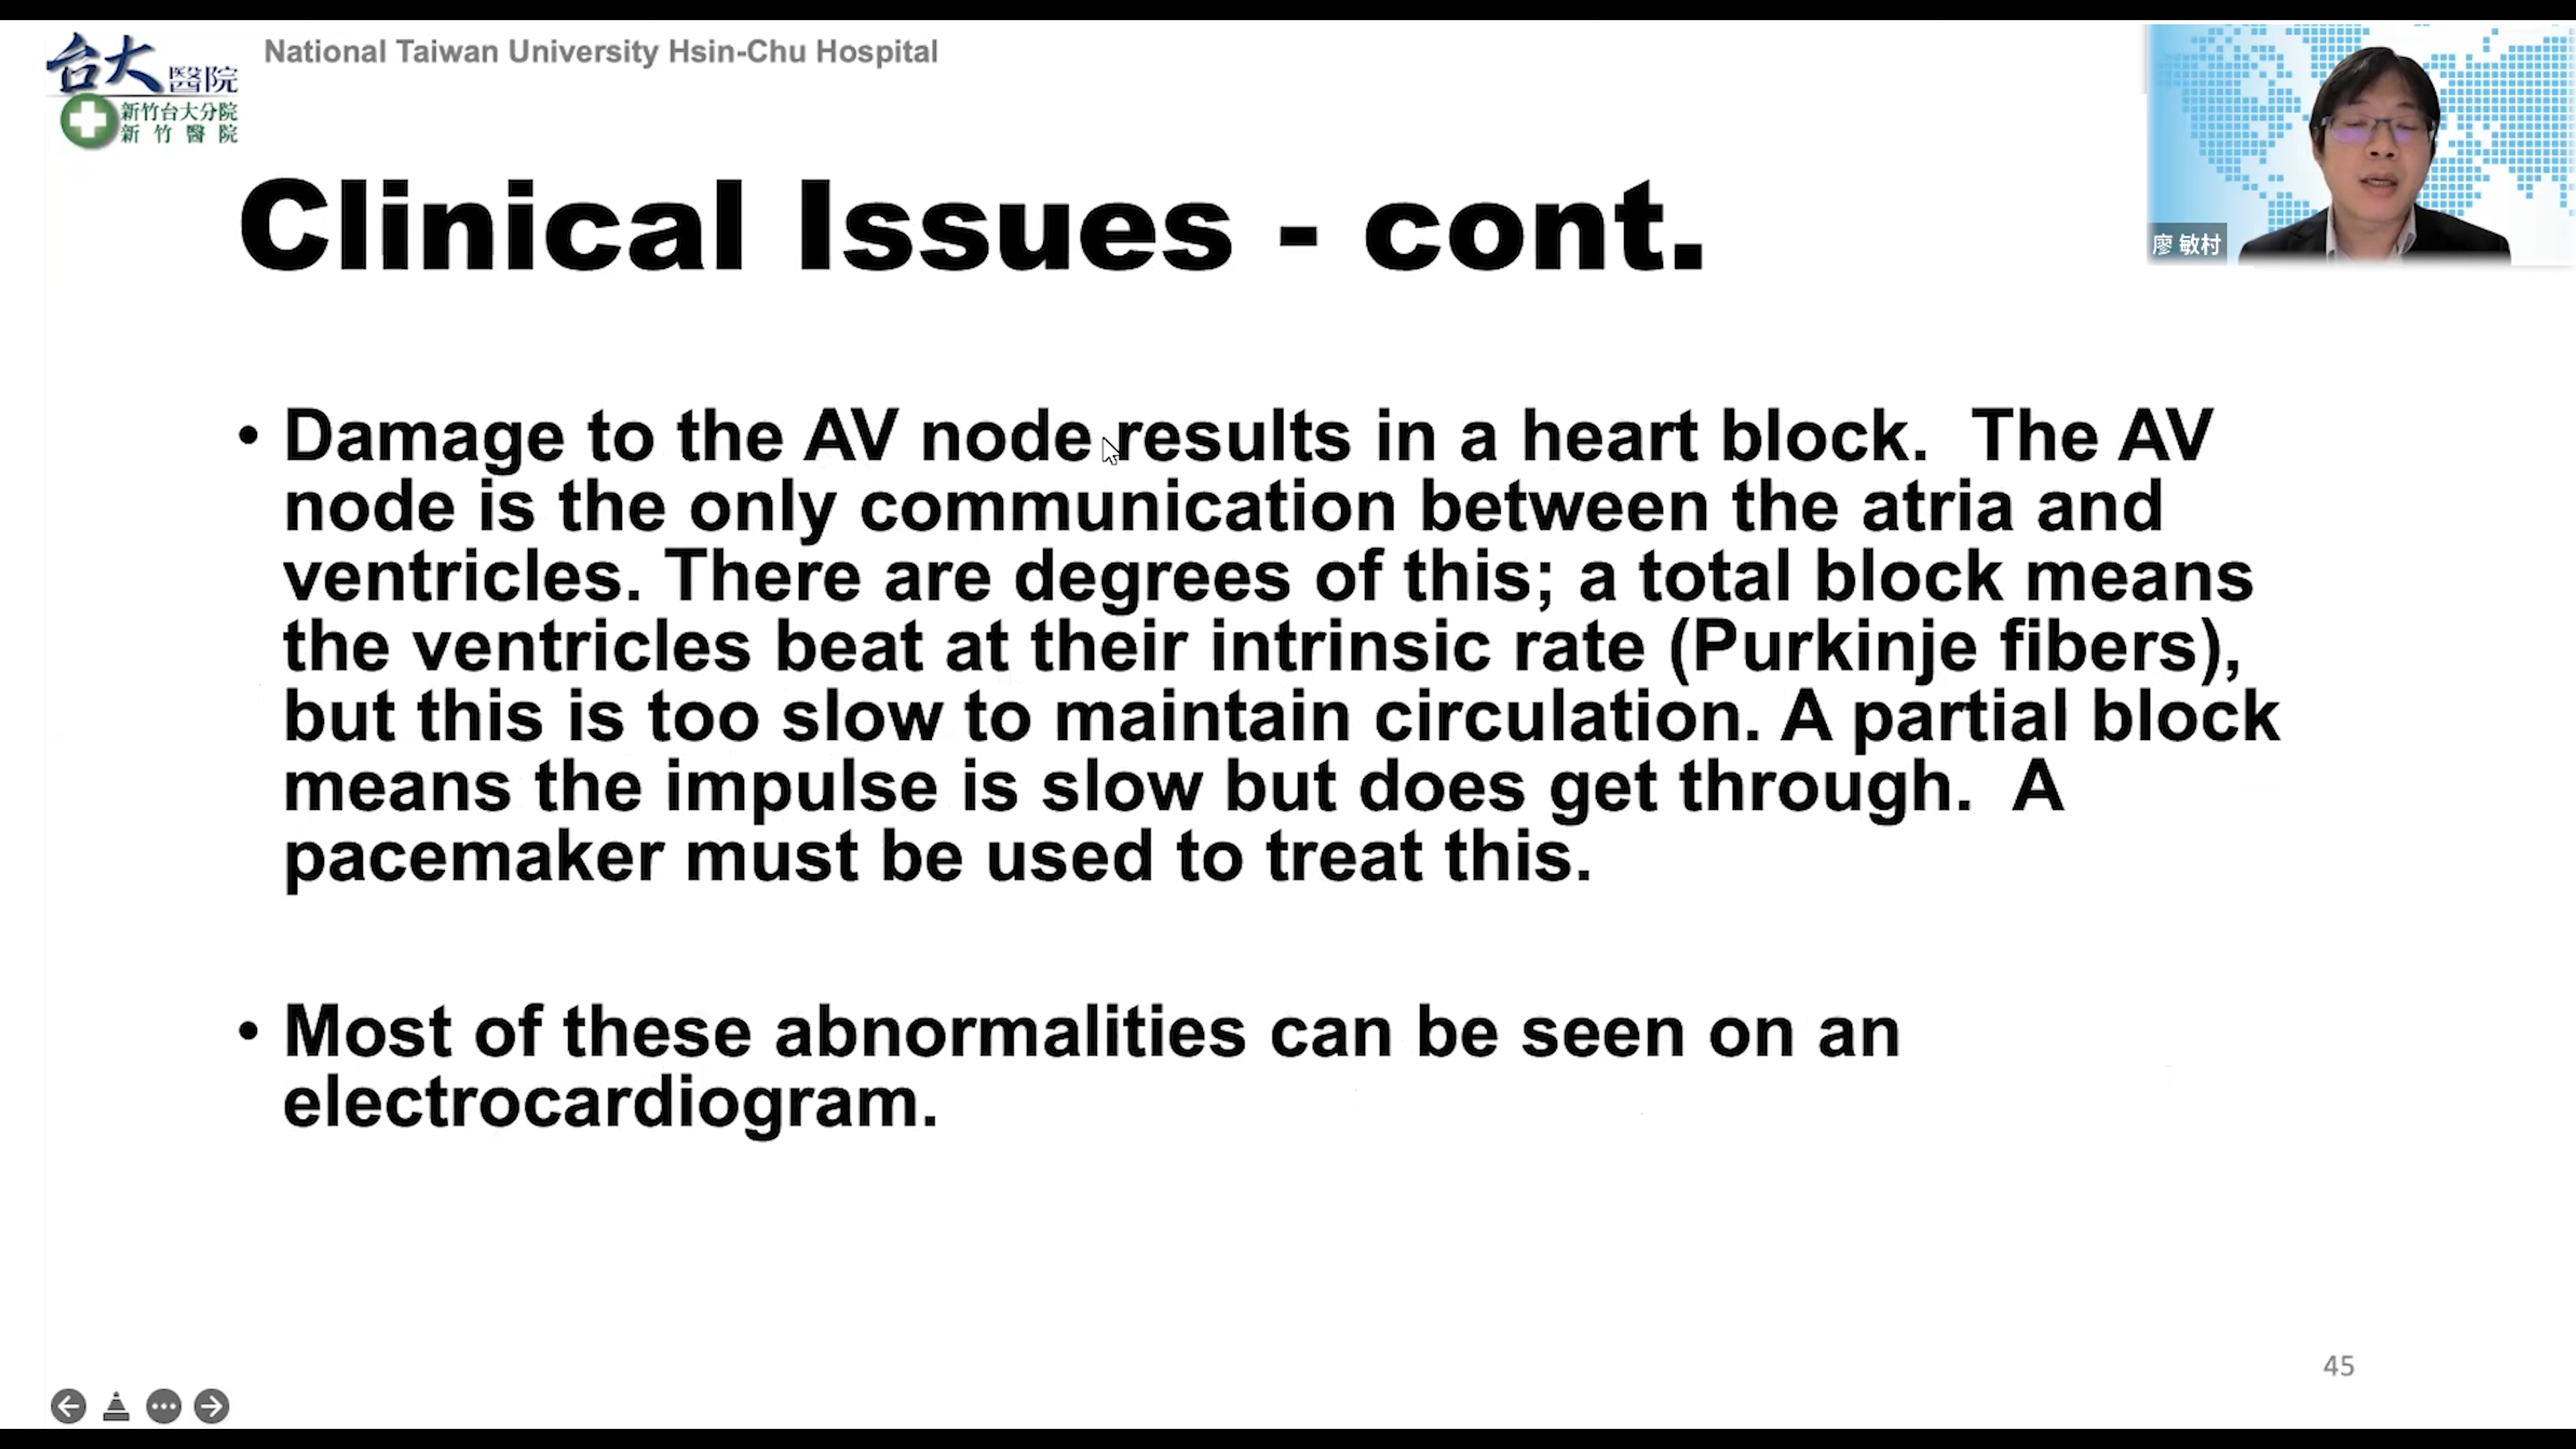 台大醫院
新竹台大分院
新竹醫院
National Taiwan University Hsin-Chu Hospital
廖 敏村
Clinical Issues - cont.
• Damage to the AV node results in a heart block.  The AV
node is the only communication between the atria and
ventricles. There are degrees of this; a total block means
the ventricles beat at their intrinsic rate (Purkinje fibers),
but this is too slow to maintain circulation. A partial block
means the impulse is slow but does get through.  A
pacemaker must be used to treat this.
• Most of these abnormalities can be seen on an
electrocardiogram.
45